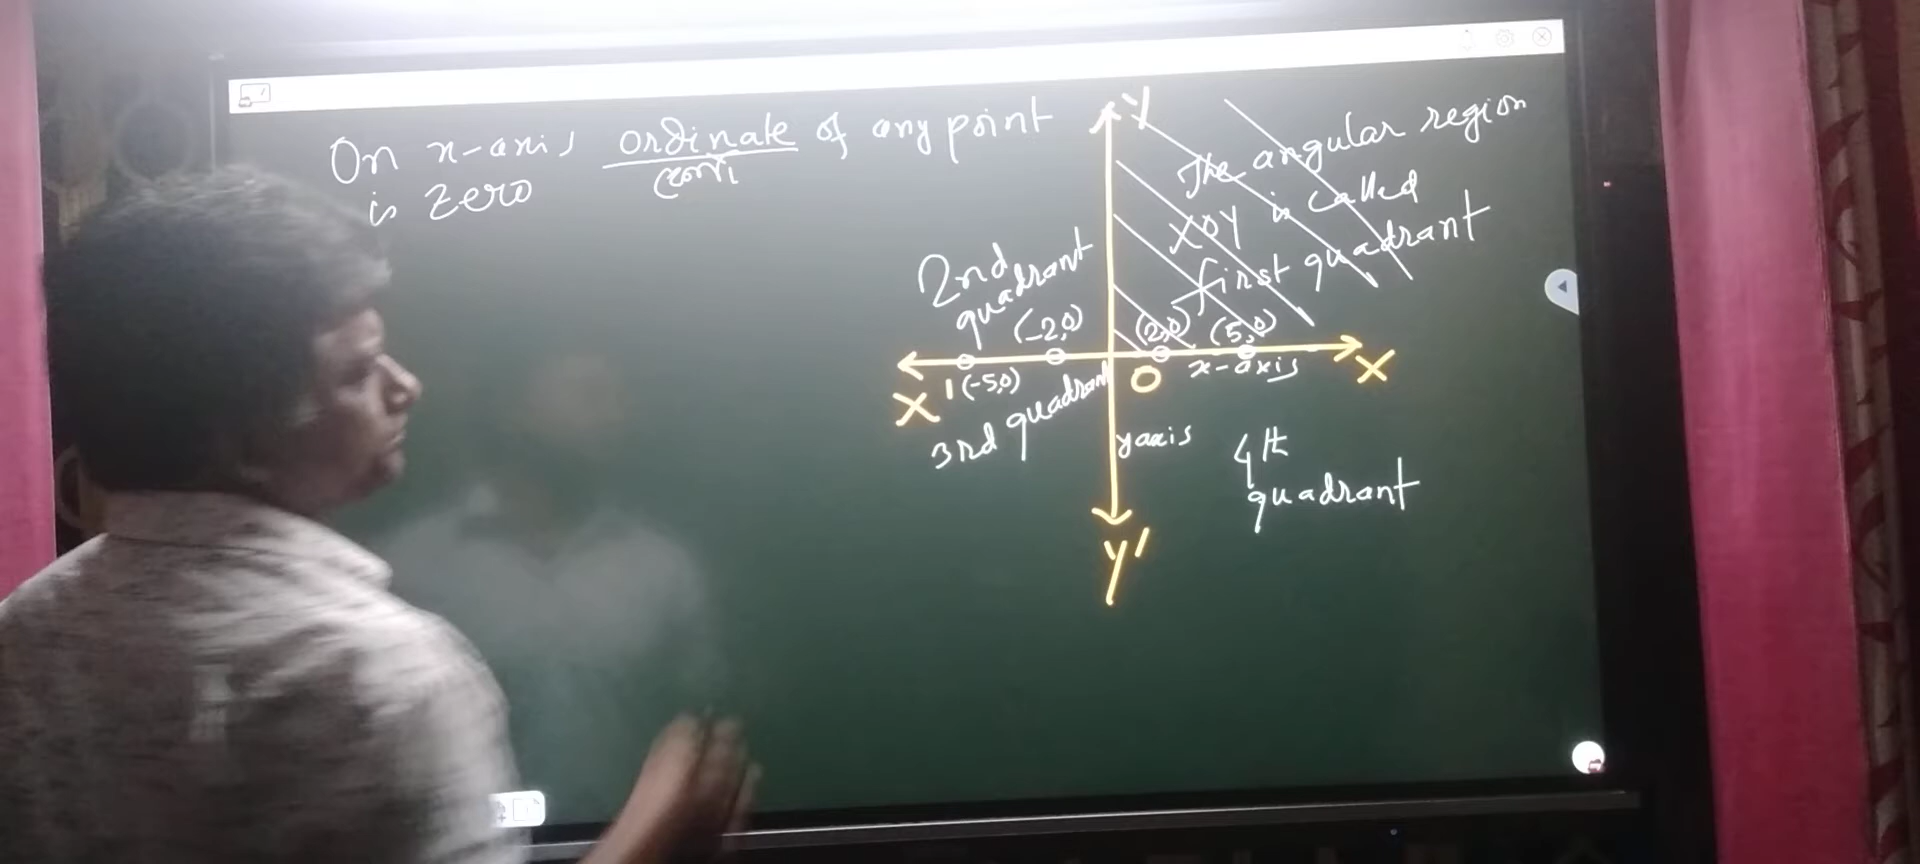 On x-axis ordinate of any point
is zero
Y
The angular region
XOY is called
first quadrant
2nd
quadrant
(-2,0)
(2,0)
(5,0)
X'
(-5,0)
O
x-axis
X
3rd quadrant
yaxis
4th
quadrant
Y'